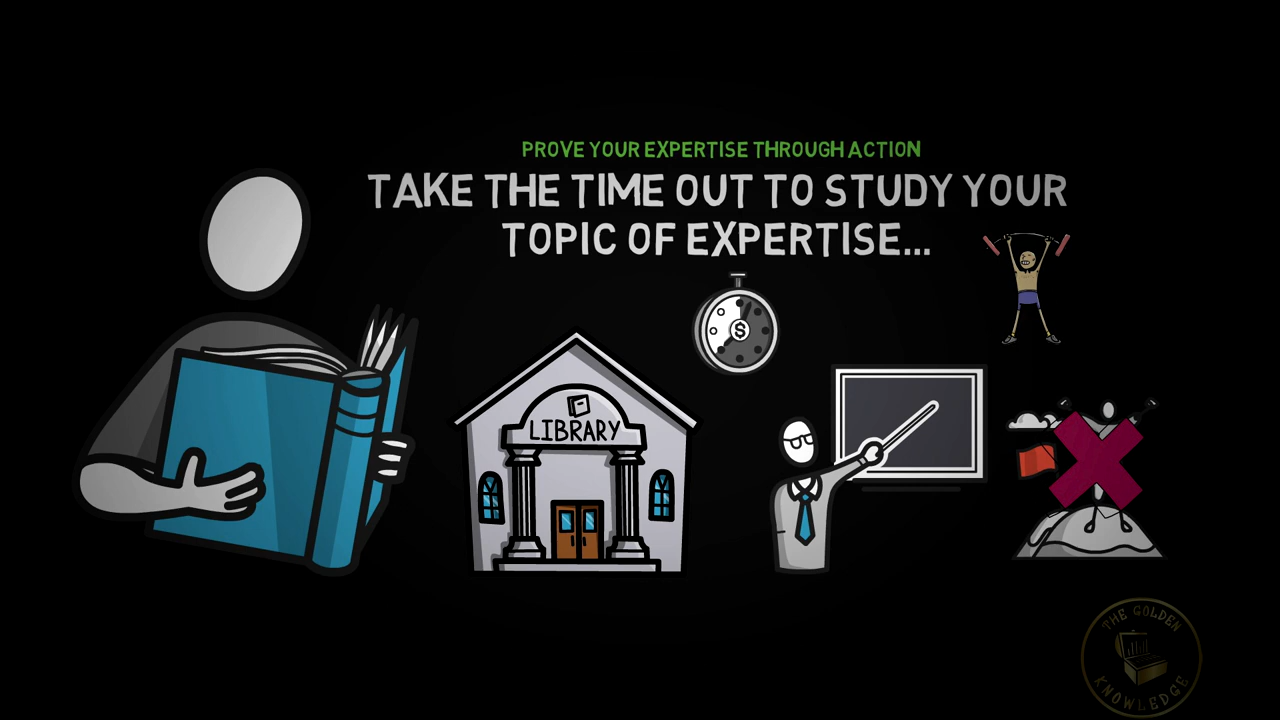 PROVE YOUR EXPERTISE THROUGH ACTION
TAKE THE TIME OUT TO STUDY YOUR
TOPIC OF EXPERTISE...
$
LIBRARY
THE GOLDEN
KNOWLEDGE